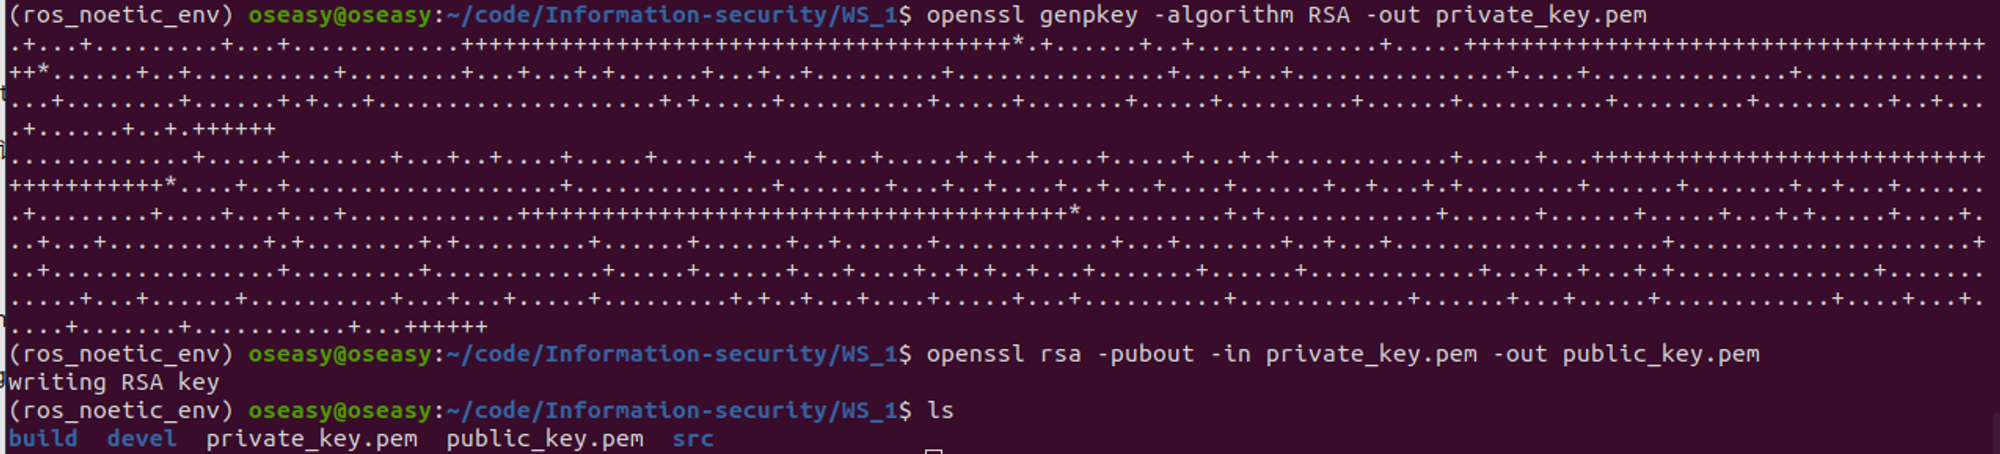 (ros_noetic_env) oseasy@oseasy:~/code/Information-security/WS_1$ openssl genpkey -algorithm RSA -out private_key.pem
.+...+.........+...+............+++++++++++++++++++++++++++++++++++++++*.+......+..+.............+.....+++++++++++++++++++++++++++++++++++++
++*......+..+..........+........+...+...+.+......+...+..+.........+...............+....+..+...............+....+..............+.............
...+........+......+.+...+....................+.+.....+..........+.....+.......+.....+.........+......+..........+.........+.........+..+...
.+......+..+.++++++
.............+.....+.......+...+..+....+.....+......+....+...+.....+.+..+....+.....+...+.+............+.....+...++++++++++++++++++++++++++++
+++++++++++*....+..+...................+..............+.......+...+..+....+..+...+....+......+..+...+.+........+......+.......+..+...+......
.+........+....+...+...+............+++++++++++++++++++++++++++++++++++++++*..........+.+............+......+......+.....+...+.+.....+....+.
..+...+...........+.+........+.+.........+......+......+..+......+............+...+.......+..+...+...................+.....................+
..+................+.........+............+......+......+...+....+..+.+..+...+.......+......+............+...+..+...+.+..............+.......
.....+...+......+..........+...+...+.....+.........+.+..+...+....+.....+...+..........+............+......+...+.....+............+....+...+.
....+.......+...........+...++++++
(ros_noetic_env) oseasy@oseasy:~/code/Information-security/WS_1$ openssl rsa -pubout -in private_key.pem -out public_key.pem
writing RSA key
(ros_noetic_env) oseasy@oseasy:~/code/Information-security/WS_1$ ls
build devel private_key.pem public_key.pem src